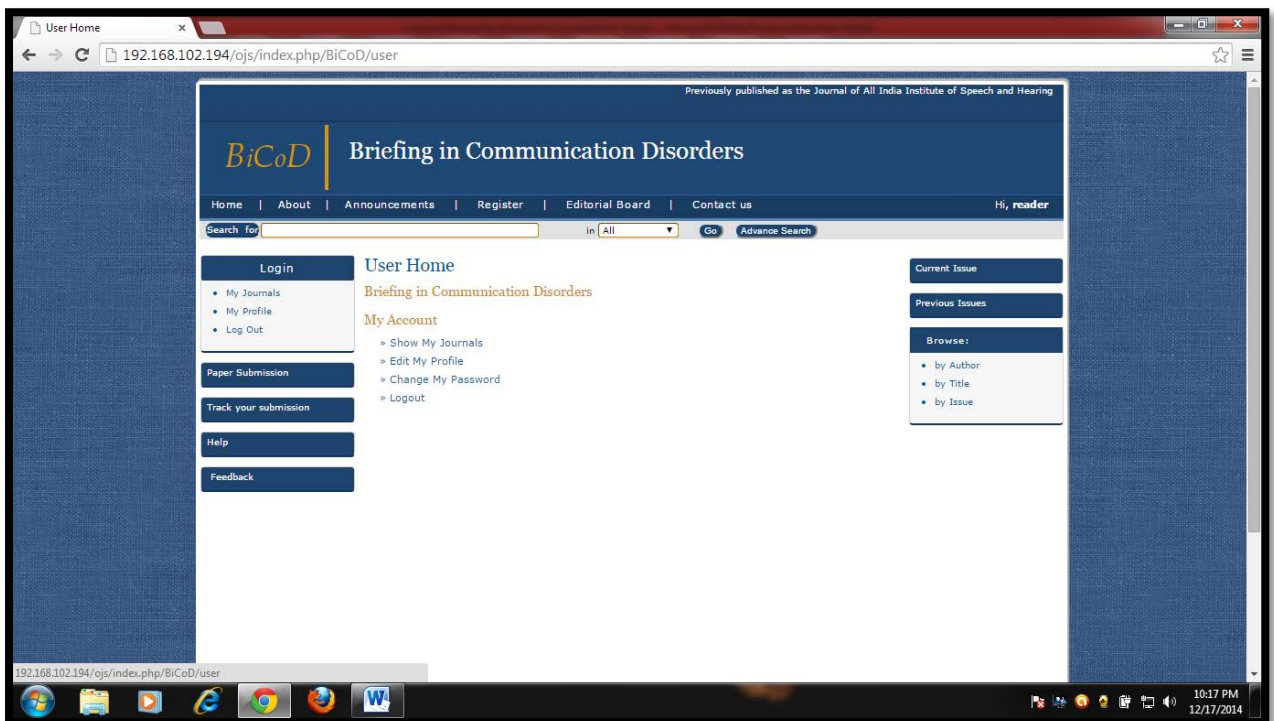 User Home
192.168.102.194/ojs/index.php/BiCoD/user
Previously published as the Journal of All India Institute of Speech and Hearing
BiCoD
Briefing in Communication Disorders
Home | About | Announcements | Register | Editorial Board | Contact us
Hi, reader
Search for in All Go Advance Search
Login
• My Journals
• My Profile
• Log Out
Paper Submission
Track your submission
Help
Feedback
User Home
Briefing in Communication Disorders
My Account
» Show My Journals
» Edit My Profile
» Change My Password
» Logout
Current Issue
Previous Issues
Browse:
• by Author
• by Title
• by Issue
192.168.102.194/ojs/index.php/BiCoD/user
10:17 PM
12/17/2014